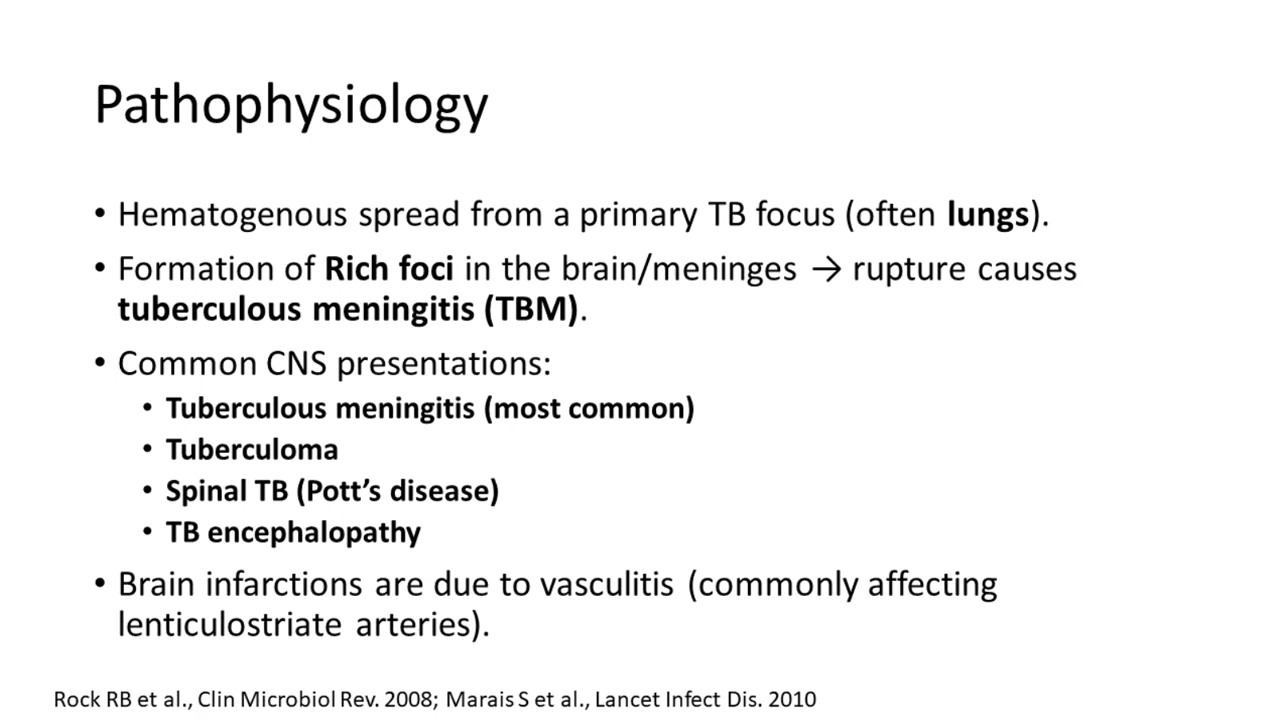 Pathophysiology
• Hematogenous spread from a primary TB focus (often lungs).
• Formation of Rich foci in the brain/meninges → rupture causes
tuberculous meningitis (TBM).
• Common CNS presentations:
• Tuberculous meningitis (most common)
• Tuberculoma
• Spinal TB (Pott’s disease)
• TB encephalopathy
• Brain infarctions are due to vasculitis (commonly affecting
lenticulostriate arteries).
Rock RB et al., Clin Microbiol Rev. 2008; Marais S et al., Lancet Infect Dis. 2010